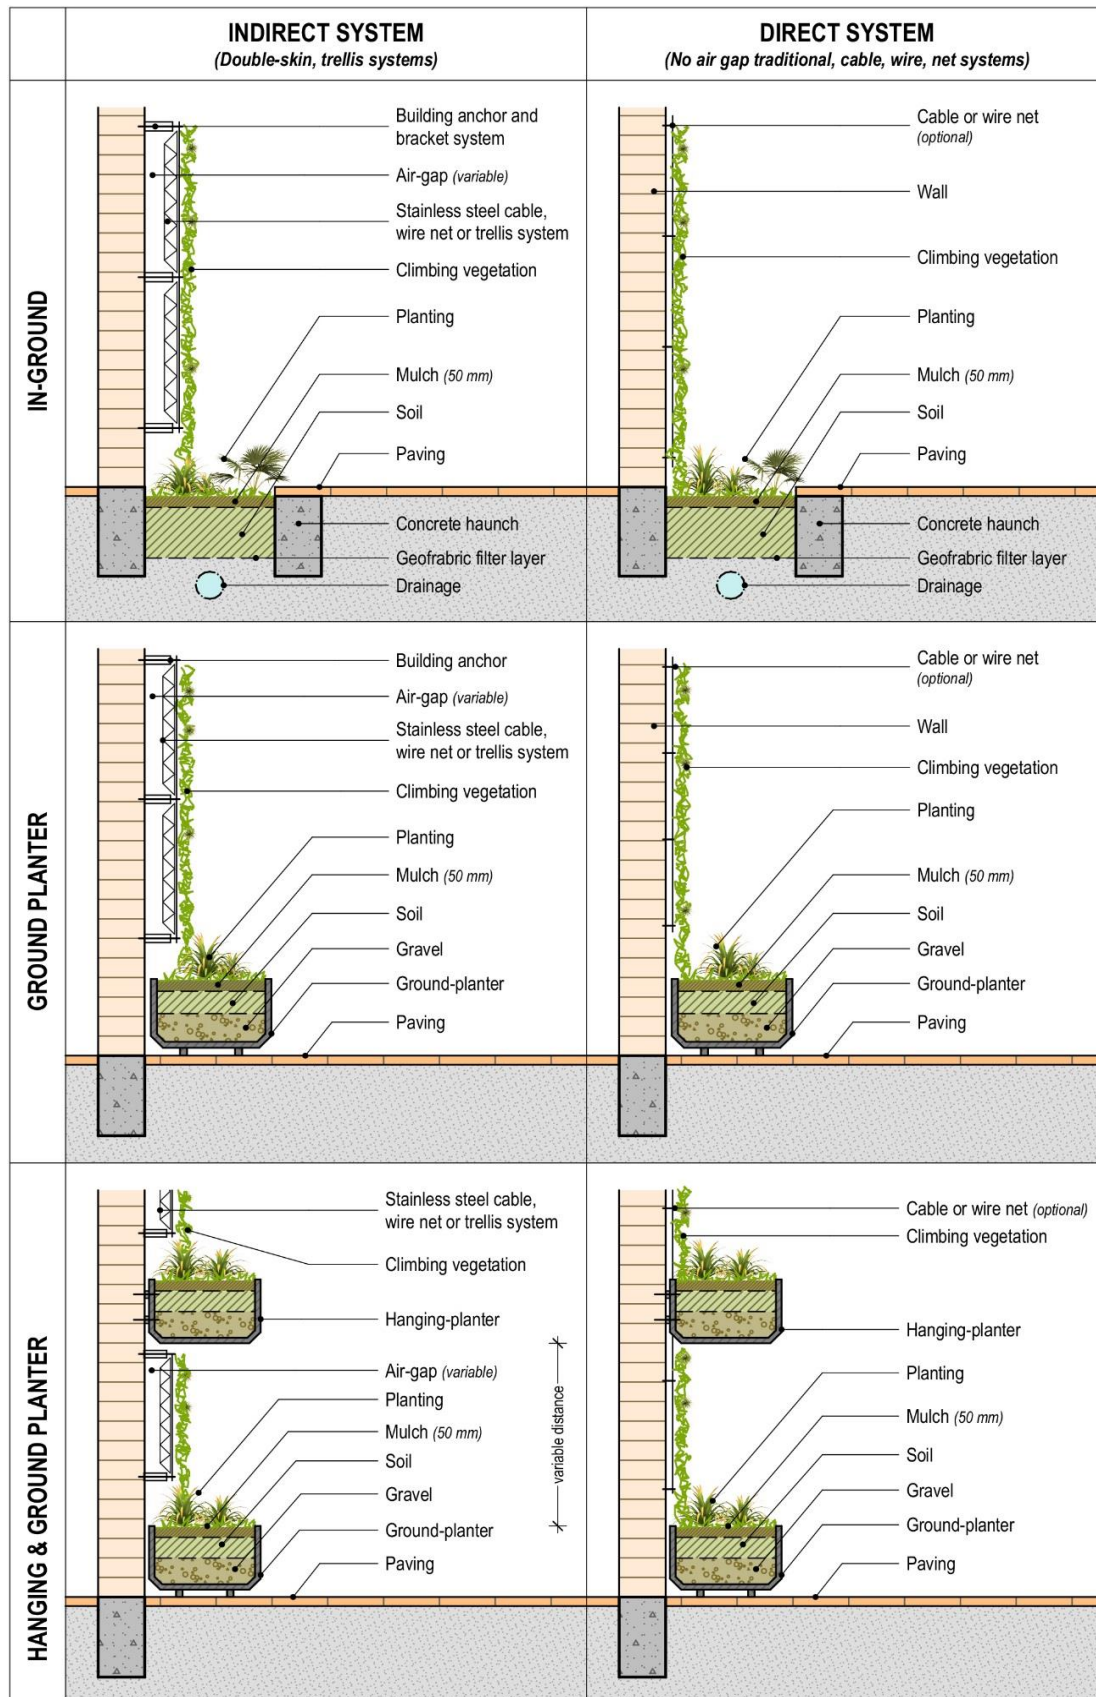 INDIRECT SYSTEM
(Double-skin, trellis systems)
DIRECT SYSTEM
(No air gap traditional, cable, wire, net systems)
IN-GROUND
Building anchor and
bracket system
Air-gap (variable)
Stainless steel cable,
wire net or trellis system
Climbing vegetation
Planting
Mulch (50 mm)
Soil
Paving
Concrete haunch
Geofrabric filter layer
Drainage
Cable or wire net
(optional)
Wall
Climbing vegetation
Planting
Mulch (50 mm)
Soil
Paving
Concrete haunch
Geofrabric filter layer
Drainage
GROUND PLANTER
Building anchor
Air-gap (variable)
Stainless steel cable,
wire net or trellis system
Climbing vegetation
Planting
Mulch (50 mm)
Soil
Gravel
Ground-planter
Paving
Cable or wire net
(optional)
Wall
Climbing vegetation
Planting
Mulch (50 mm)
Soil
Gravel
Ground-planter
Paving
HANGING & GROUND PLANTER
Stainless steel cable,
wire net or trellis system
Climbing vegetation
Hanging-planter
Air-gap (variable)
Planting
Mulch (50 mm)
Soil
Gravel
Ground-planter
Paving
variable distance
Cable or wire net (optional)
Climbing vegetation
Hanging-planter
Planting
Mulch (50 mm)
Soil
Gravel
Ground-planter
Paving